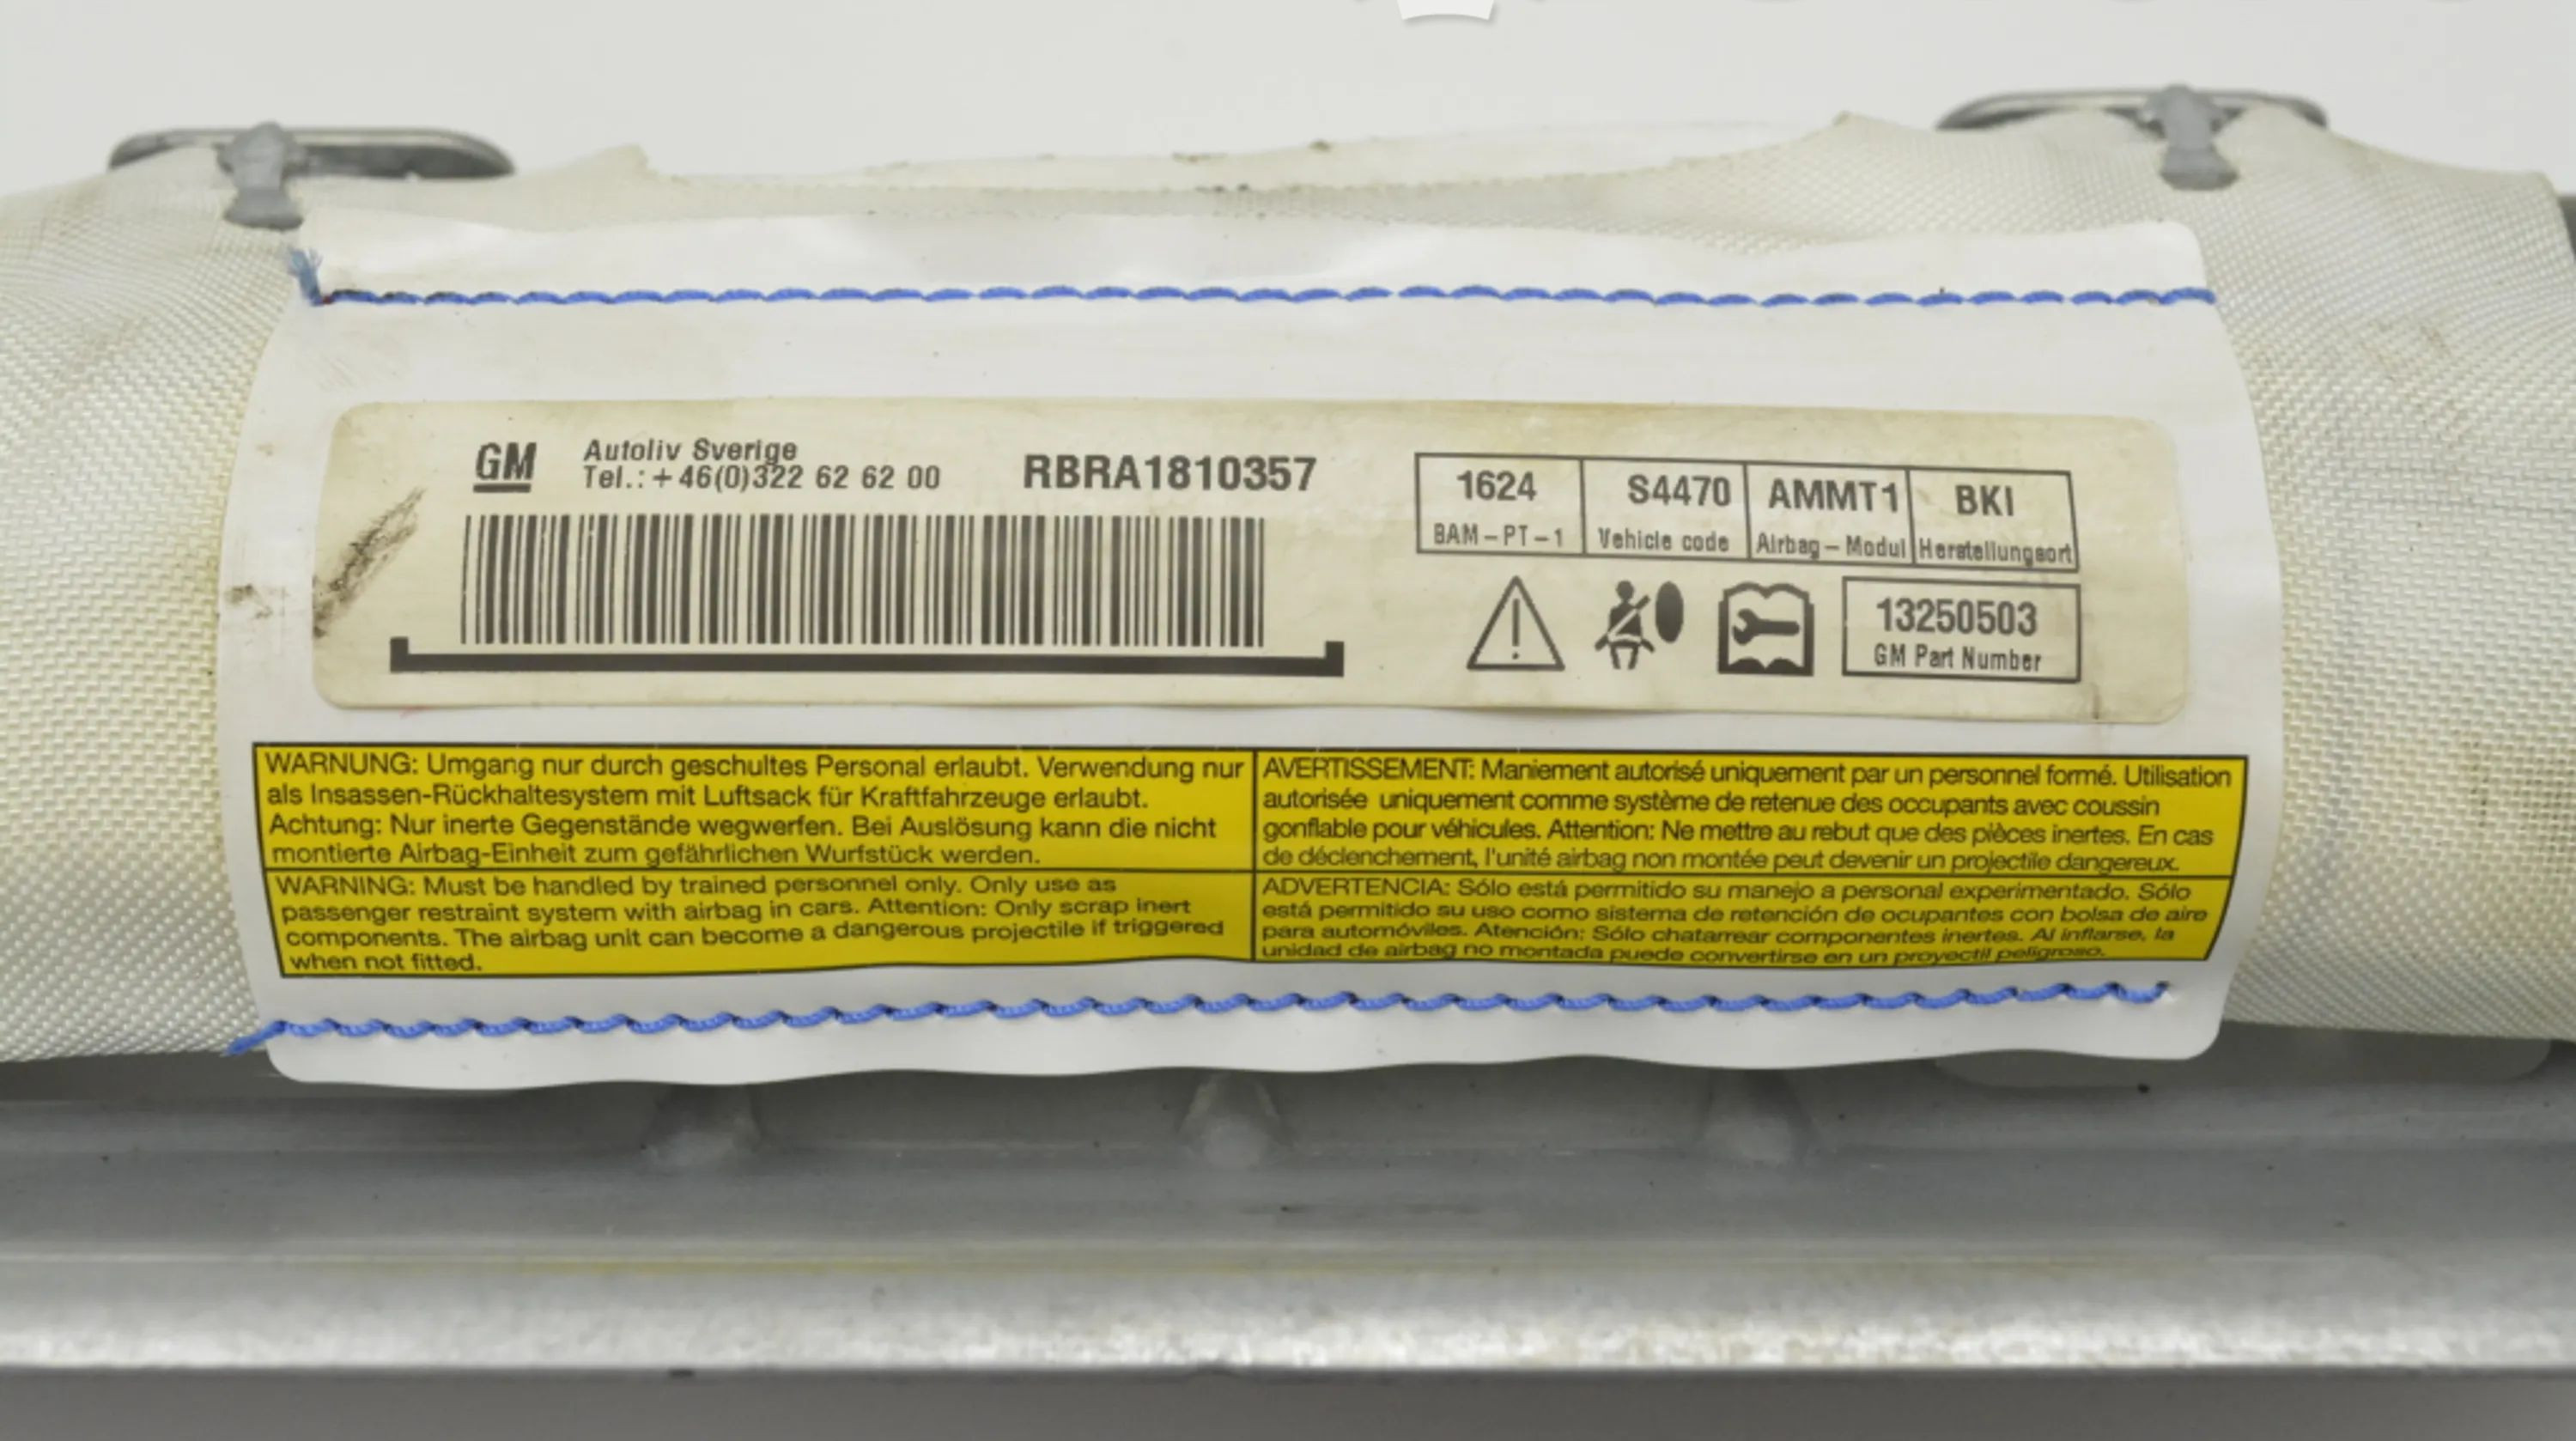 GM
Autoliv Sverige
Tel.: +46(0)322 62 62 00
RBRA1810357
1624
BAM-PT-1
S4470
Vehicle code
AMMT1
Airbag-Modul
BKI
Herstellungsort
13250503
GM Part Number
WARNUNG: Umgang nur durch geschultes Personal erlaubt. Verwendung nur
als Insassen-Rückhaltesystem mit Luftsack für Kraftfahrzeuge erlaubt.
Achtung: Nur inerte Gegenstände wegwerfen. Bei Auslösung kann die nicht
montierte Airbag-Einheit zum gefährlichen Wurfstück werden.
AVERTISSEMENT: Maniement autorisé uniquement par un personnel formé. Utilisation
autorisée uniquement comme système de retenue des occupants avec coussin
gonflable pour véhicules. Attention: Ne mettre au rebut que des pièces inertes. En cas
de déclenchement, l'unité airbag non montée peut devenir un projectile dangereux.
WARNING: Must be handled by trained personnel only. Only use as
passenger restraint system with airbag in cars. Attention: Only scrap inert
components. The airbag unit can become a dangerous projectile if triggered
when not fitted.
ADVERTENCIA: Sólo está permitido su manejo a personal experimentado. Sólo
está permitido su uso como sistema de retención de ocupantes con bolsa de aire
para automóviles. Atención: Sólo chatarrear componentes inertes. Al inflarse, la
unidad de airbag no montada puede convertirse en un proyectil peligroso.